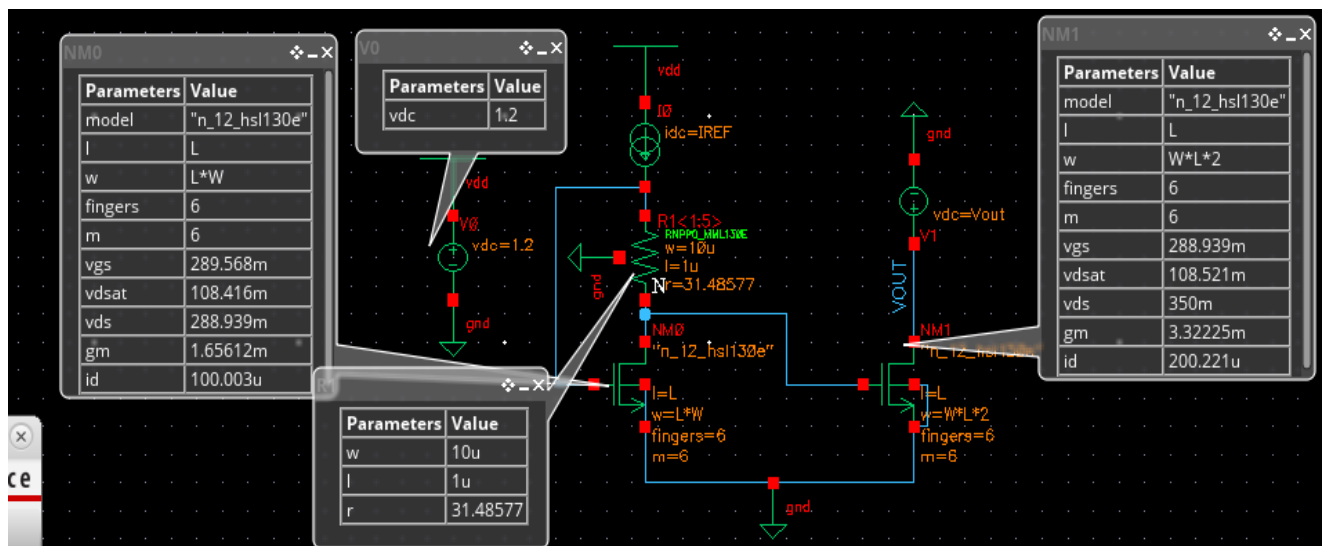 NM0
Parameters Value
model "n_12_hsl130e"
l L
w L*W
fingers 6
m 6
vgs 289.568m
vdsat 108.416m
vds 288.939m
gm 1.65612m
id 100.003u
V0
Parameters Value
vdc 1.2
vdd
V0
vdc=1.2
gnd
vdd
I0
idc=IREF
R1<1:5>
RNPPO_MML130E
w=10u
l=1u
r=31.48577
gnd
N
NM0
"n_12_hsl130e"
l=L
w=L*W
fingers=6
m=6
Parameters Value
w 10u
l 1u
r 31.48577
gnd
vdc=Vout
V1
VOUT
NM1
"n_12_hsl130e"
l=L
w=W*L*2
fingers=6
m=6
gnd
NM1
Parameters Value
model "n_12_hsl130e"
l L
w W*L*2
fingers 6
m 6
vgs 288.939m
vdsat 108.521m
vds 350m
gm 3.32225m
id 200.221u
ce